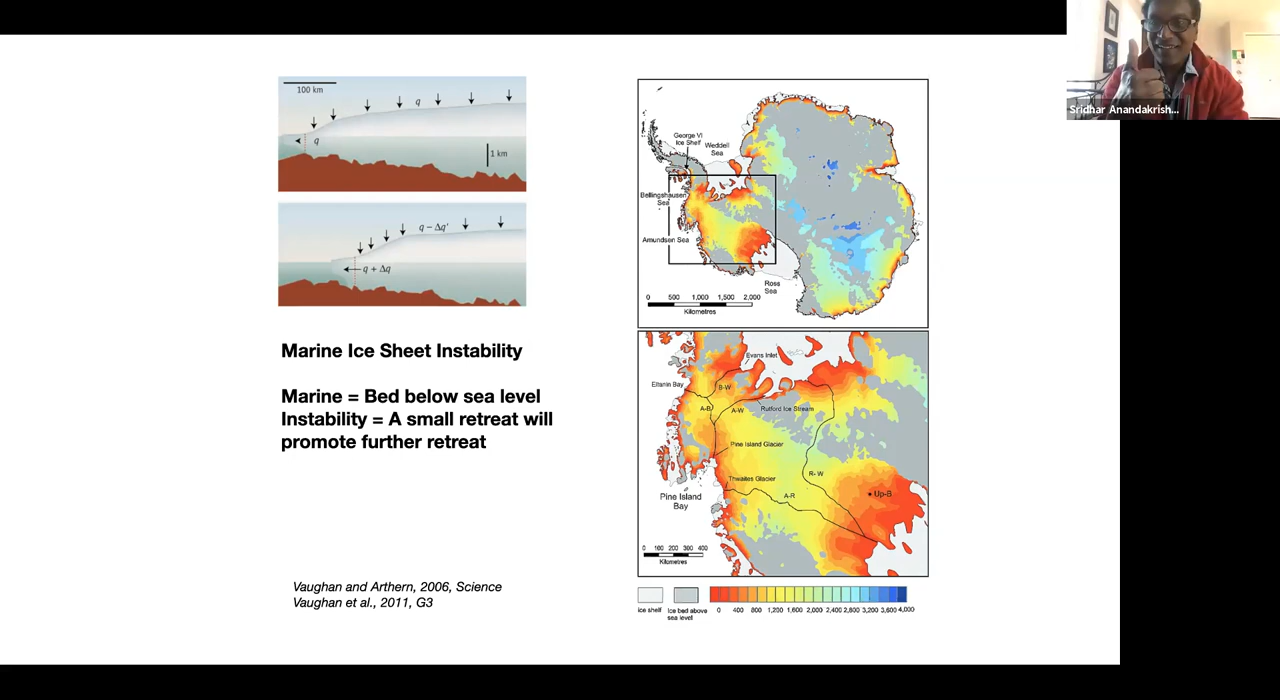 100 km
q
q
1 km
q − Δq'
q + Δq
Marine Ice Sheet Instability
Marine = Bed below sea level
Instability = A small retreat will
promote further retreat
Vaughan and Arthern, 2006, Science
Vaughan et al., 2011, G3
George VI
Ice Shelf
Weddell
Sea
Bellingshausen
Sea
Amundsen Sea
Ross
Sea
0 500 1,000 1,500 2,000
Kilometres
Evans Inlet
Eltanin Bay
B-W
A-B
A-W
Rutford Ice Stream
Pine Island Glacier
R-W
Thwaites Glacier
A-R
Up-B
Pine Island
Bay
0 100 200 300 400
Kilometres
ice shelf
Ice bed above
sea level
0 400 800 1,200 1,600 2,000 2,400 2,800 3,200 3,600 4,000
Sridhar Anandakrish...